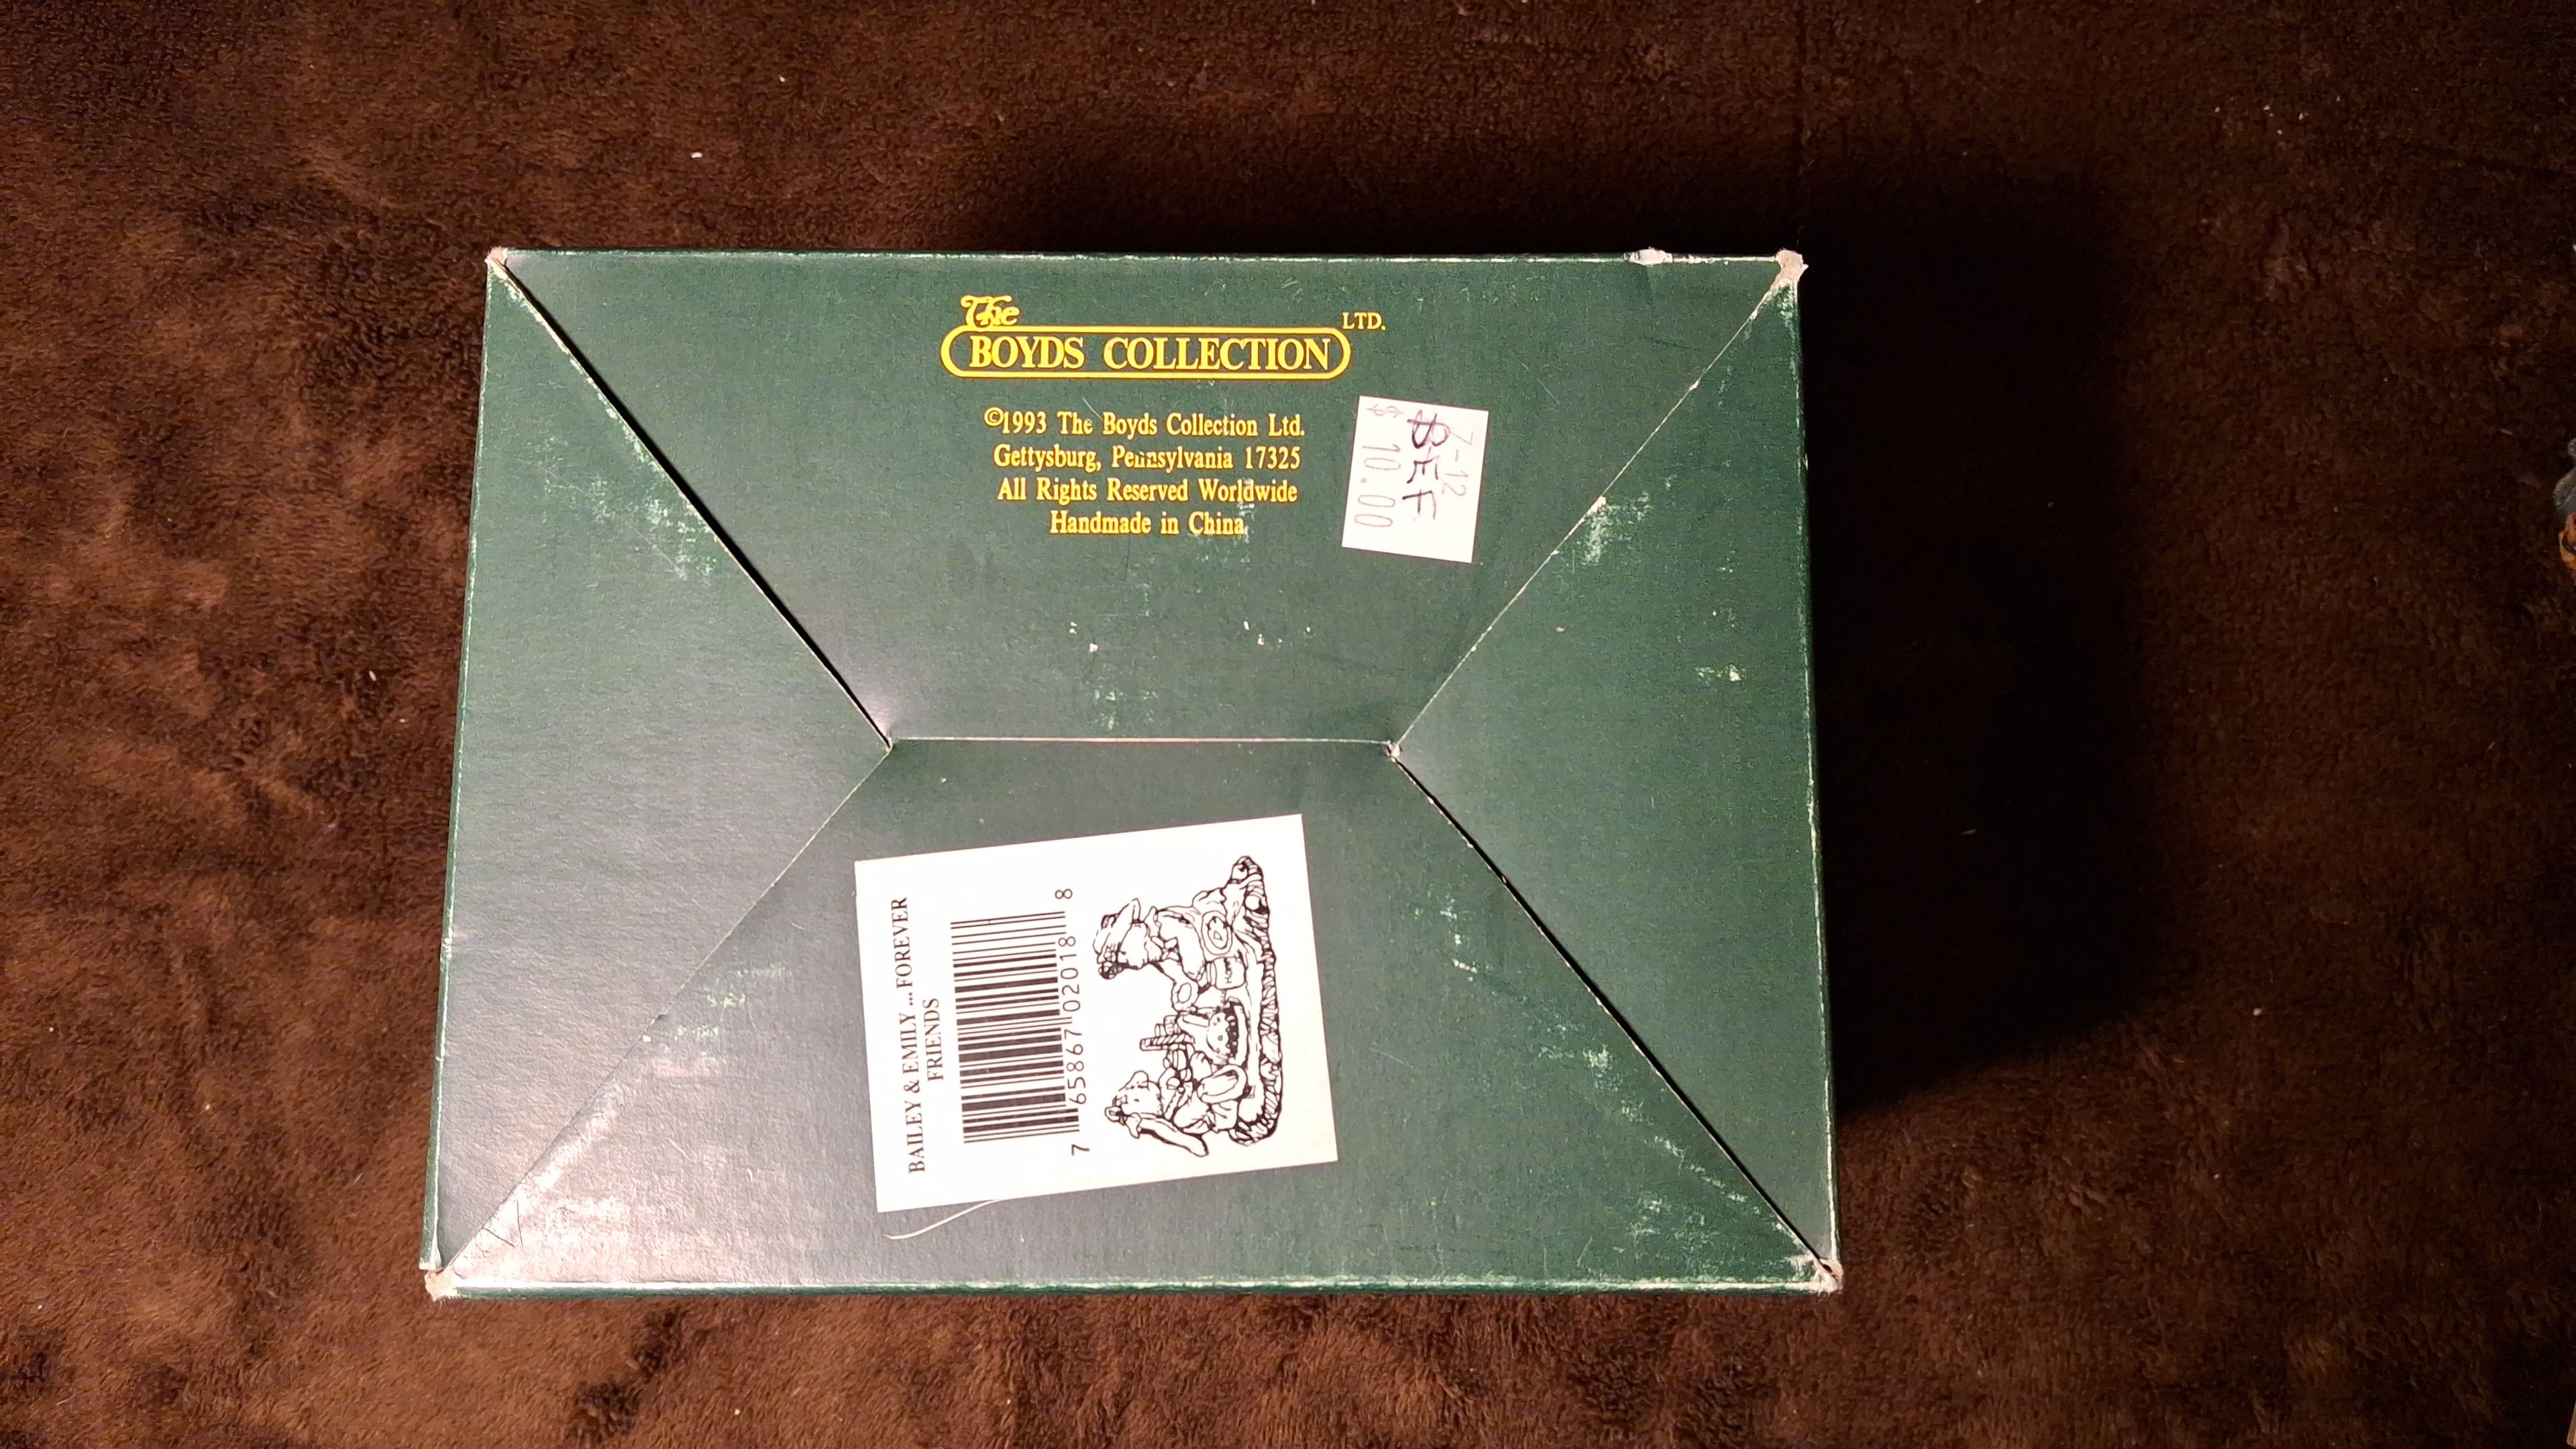 The
BOYDS COLLECTION
LTD.
©1993 The Boyds Collection Ltd.
Gettysburg, Pennsylvania 17325
All Rights Reserved Worldwide
Handmade in China
7-12
BEF
$ 10.00
BAILEY & EMILY ... FOREVER
FRIENDS
7 65867 02018 8